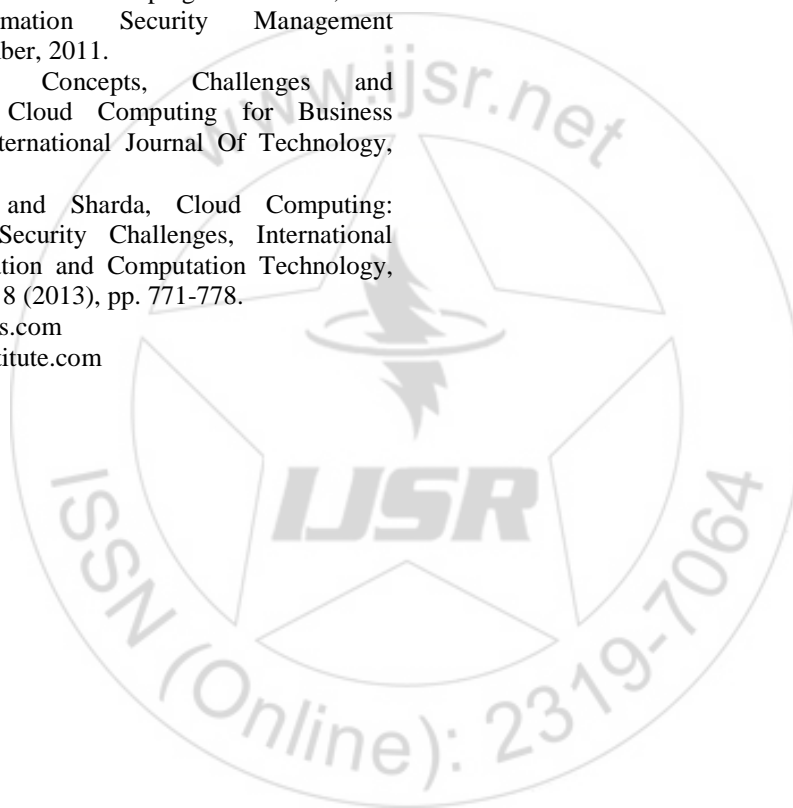 mation Security Management
ber, 2011.
Concepts, Challenges and
Cloud Computing for Business
ternational Journal Of Technology,
and Sharda, Cloud Computing:
Security Challenges, International
tion and Computation Technology,
8 (2013), pp. 771-778.
s.com
titute.com
www.ijsr.net
IJSR
ISSN (Online): 2319-7064